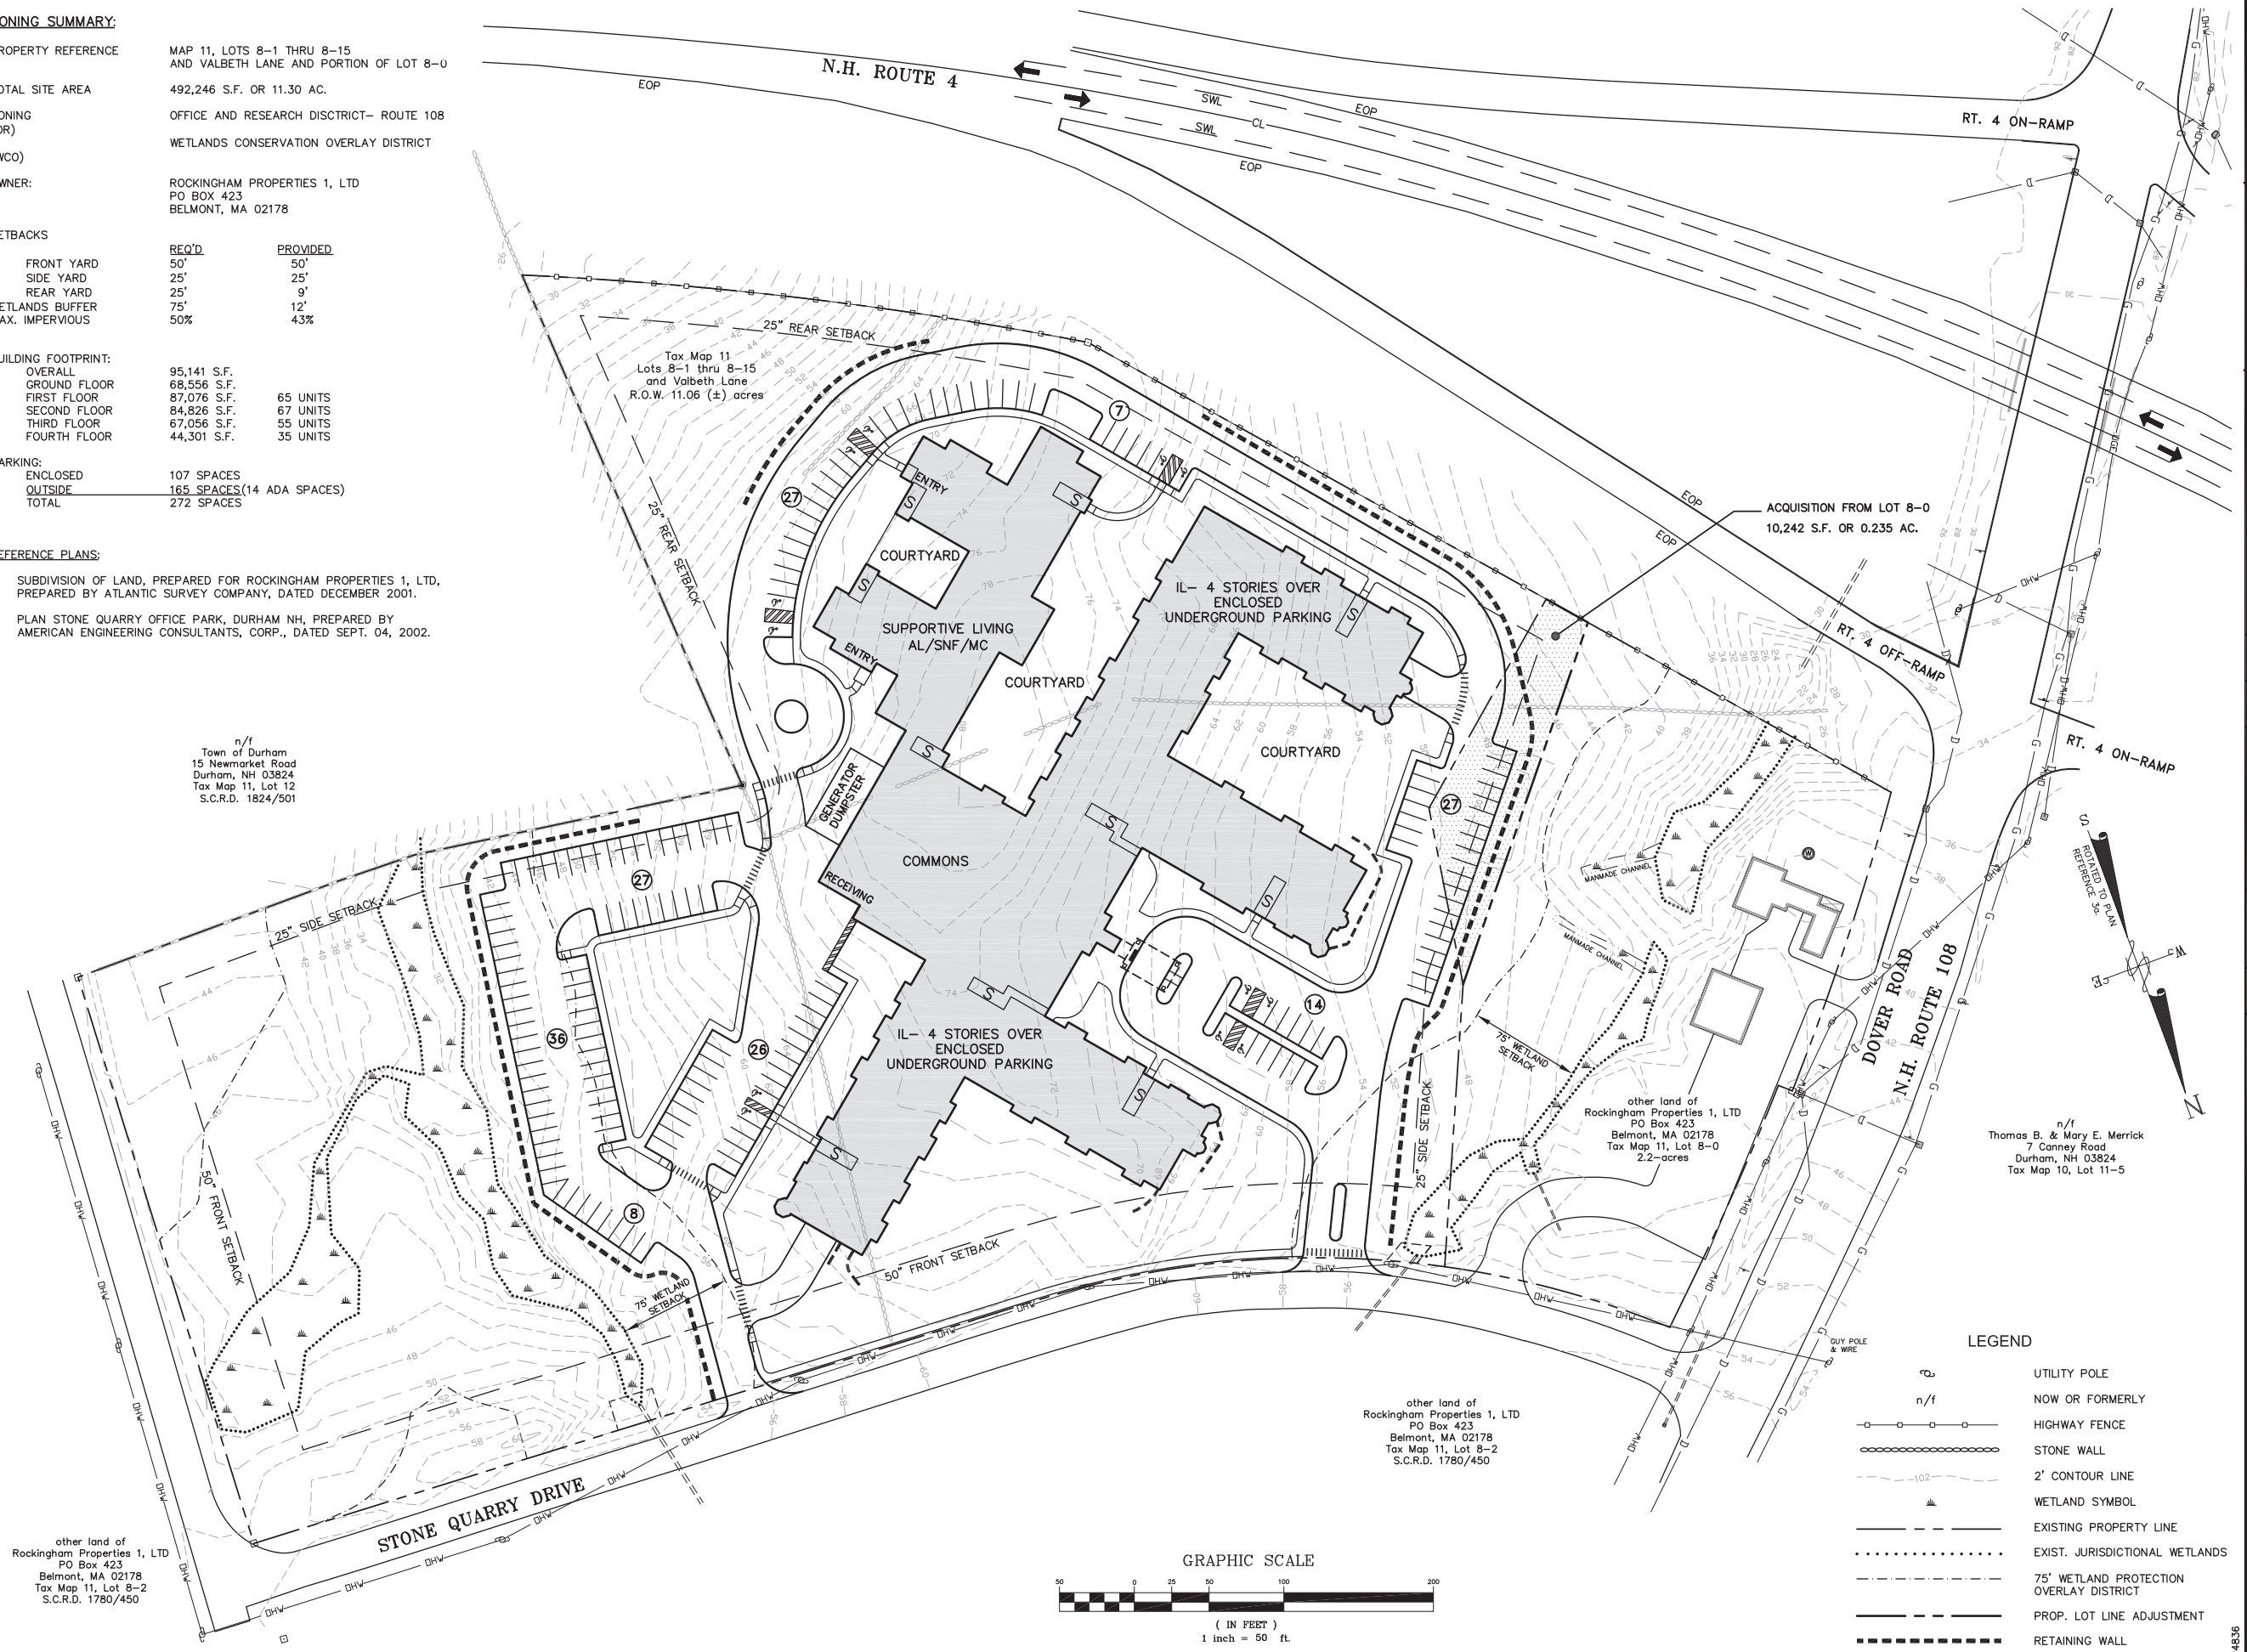 ONING SUMMARY:
ROPERTY REFERENCE MAP 11, LOTS 8-1 THRU 8-15
AND VALBETH LANE AND PORTION OF LOT 8-0
OTAL SITE AREA 492,246 S.F. OR 11.30 AC.
ONING OFFICE AND RESEARCH DISCTRICT- ROUTE 108
OR)
WETLANDS CONSERVATION OVERLAY DISTRICT
WCO)
WNER: ROCKINGHAM PROPERTIES 1, LTD
PO BOX 423
BELMONT, MA 02178
ETBACKS
REQ'D PROVIDED
FRONT YARD 50' 50'
SIDE YARD 25' 25'
REAR YARD 25' 9'
ETLANDS BUFFER 75' 12'
AX. IMPERVIOUS 50% 43%
UILDING FOOTPRINT:
OVERALL 95,141 S.F.
GROUND FLOOR 68,556 S.F.
FIRST FLOOR 87,076 S.F. 65 UNITS
SECOND FLOOR 84,826 S.F. 67 UNITS
THIRD FLOOR 67,056 S.F. 55 UNITS
FOURTH FLOOR 44,301 S.F. 35 UNITS
ARKING:
ENCLOSED 107 SPACES
OUTSIDE 165 SPACES(14 ADA SPACES)
TOTAL 272 SPACES
EFERENCE PLANS:
SUBDIVISION OF LAND, PREPARED FOR ROCKINGHAM PROPERTIES 1, LTD,
PREPARED BY ATLANTIC SURVEY COMPANY, DATED DECEMBER 2001.
PLAN STONE QUARRY OFFICE PARK, DURHAM NH, PREPARED BY
AMERICAN ENGINEERING CONSULTANTS, CORP., DATED SEPT. 04, 2002.
N.H. ROUTE 4
EOP
SWL
CL
SWL
EOP
EOP
RT. 4 ON-RAMP
25" REAR SETBACK
Tax Map 11
Lots 8-1 thru 8-15
and Valbeth Lane
R.O.W. 11.06 (±) acres
25" REAR SETBACK
7
27
ENTRY
S
S
COURTYARD
S
SUPPORTIVE LIVING
AL/SNF/MC
ENTRY
COURTYARD
S
IL- 4 STORIES OVER
ENCLOSED
UNDERGROUND PARKING
S
COURTYARD
EOP
EOP
ACQUISITION FROM LOT 8-0
10,242 S.F. OR 0.235 AC.
RT. 4 OFF-RAMP
RT. 4 ON-RAMP
n/f
Town of Durham
15 Newmarket Road
Durham, NH 03824
Tax Map 11, Lot 12
S.C.R.D. 1824/501
GENERATOR
DUMPSTER
27
S
COMMONS
RECEIVING
S
27
25" SIDE SETBACK
MANMADE CHANNEL
MANMADE CHANNEL
W
S
ROTATED TO PLAN
REFERENCE 3a.
W
E
N
36
26
S
14
IL- 4 STORIES OVER
ENCLOSED
UNDERGROUND PARKING
S
S
8
50" FRONT SETBACK
75' WETLAND
SETBACK
50" FRONT SETBACK
25" SIDE SETBACK
75' WETLAND
SETBACK
DOVER ROAD
N.H. ROUTE 108
other land of
Rockingham Properties 1, LTD
PO Box 423
Belmont, MA 02178
Tax Map 11, Lot 8-0
2.2-acres
n/f
Thomas B. & Mary E. Merrick
7 Canney Road
Durham, NH 03824
Tax Map 10, Lot 11-5
GUY POLE
& WIRE
STONE QUARRY DRIVE
other land of
Rockingham Properties 1, LTD
PO Box 423
Belmont, MA 02178
Tax Map 11, Lot 8-2
S.C.R.D. 1780/450
other land of
Rockingham Properties 1, LTD
PO Box 423
Belmont, MA 02178
Tax Map 11, Lot 8-2
S.C.R.D. 1780/450
GRAPHIC SCALE
50 0 25 50 100 200
( IN FEET )
1 inch = 50 ft.
LEGEND
UTILITY POLE
n/f NOW OR FORMERLY
HIGHWAY FENCE
STONE WALL
-102- 2' CONTOUR LINE
WETLAND SYMBOL
EXISTING PROPERTY LINE
EXIST. JURISDICTIONAL WETLANDS
75' WETLAND PROTECTION
OVERLAY DISTRICT
PROP. LOT LINE ADJUSTMENT
RETAINING WALL
4836